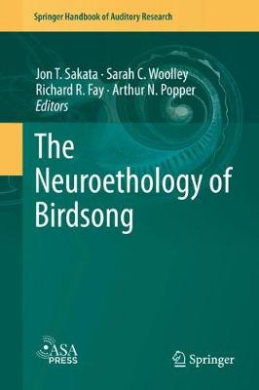 Springer Handbook of Auditory Research
Jon T. Sakata · Sarah C. Woolley
Richard R. Fay · Arthur N. Popper
Editors
The
Neuroethology of
Birdsong
ASA
PRESS
Springer